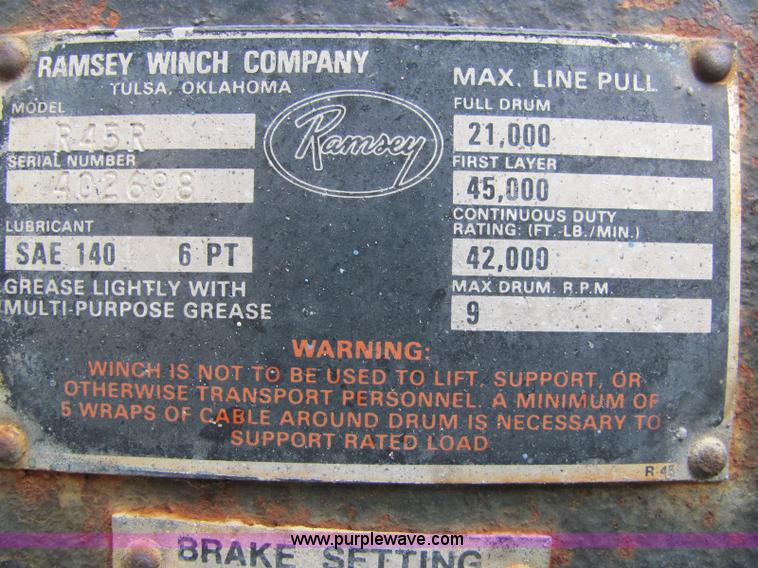 RAMSEY WINCH COMPANY
TULSA, OKLAHOMA
MODEL
R45R
SERIAL NUMBER
402698
LUBRICANT
SAE 140 6 PT
GREASE LIGHTLY WITH
MULTI-PURPOSE GREASE
Ramsey
MAX. LINE PULL
FULL DRUM
21,000
FIRST LAYER
45,000
CONTINUOUS DUTY
RATING: (FT.-LB./MIN.)
42,000
MAX DRUM. R.P.M.
9
WARNING:
WINCH IS NOT TO BE USED TO LIFT, SUPPORT, OR
OTHERWISE TRANSPORT PERSONNEL. A MINIMUM OF
5 WRAPS OF CABLE AROUND DRUM IS NECESSARY TO
SUPPORT RATED LOAD
R-45
www.purplewave.com
BRAKE SETTING